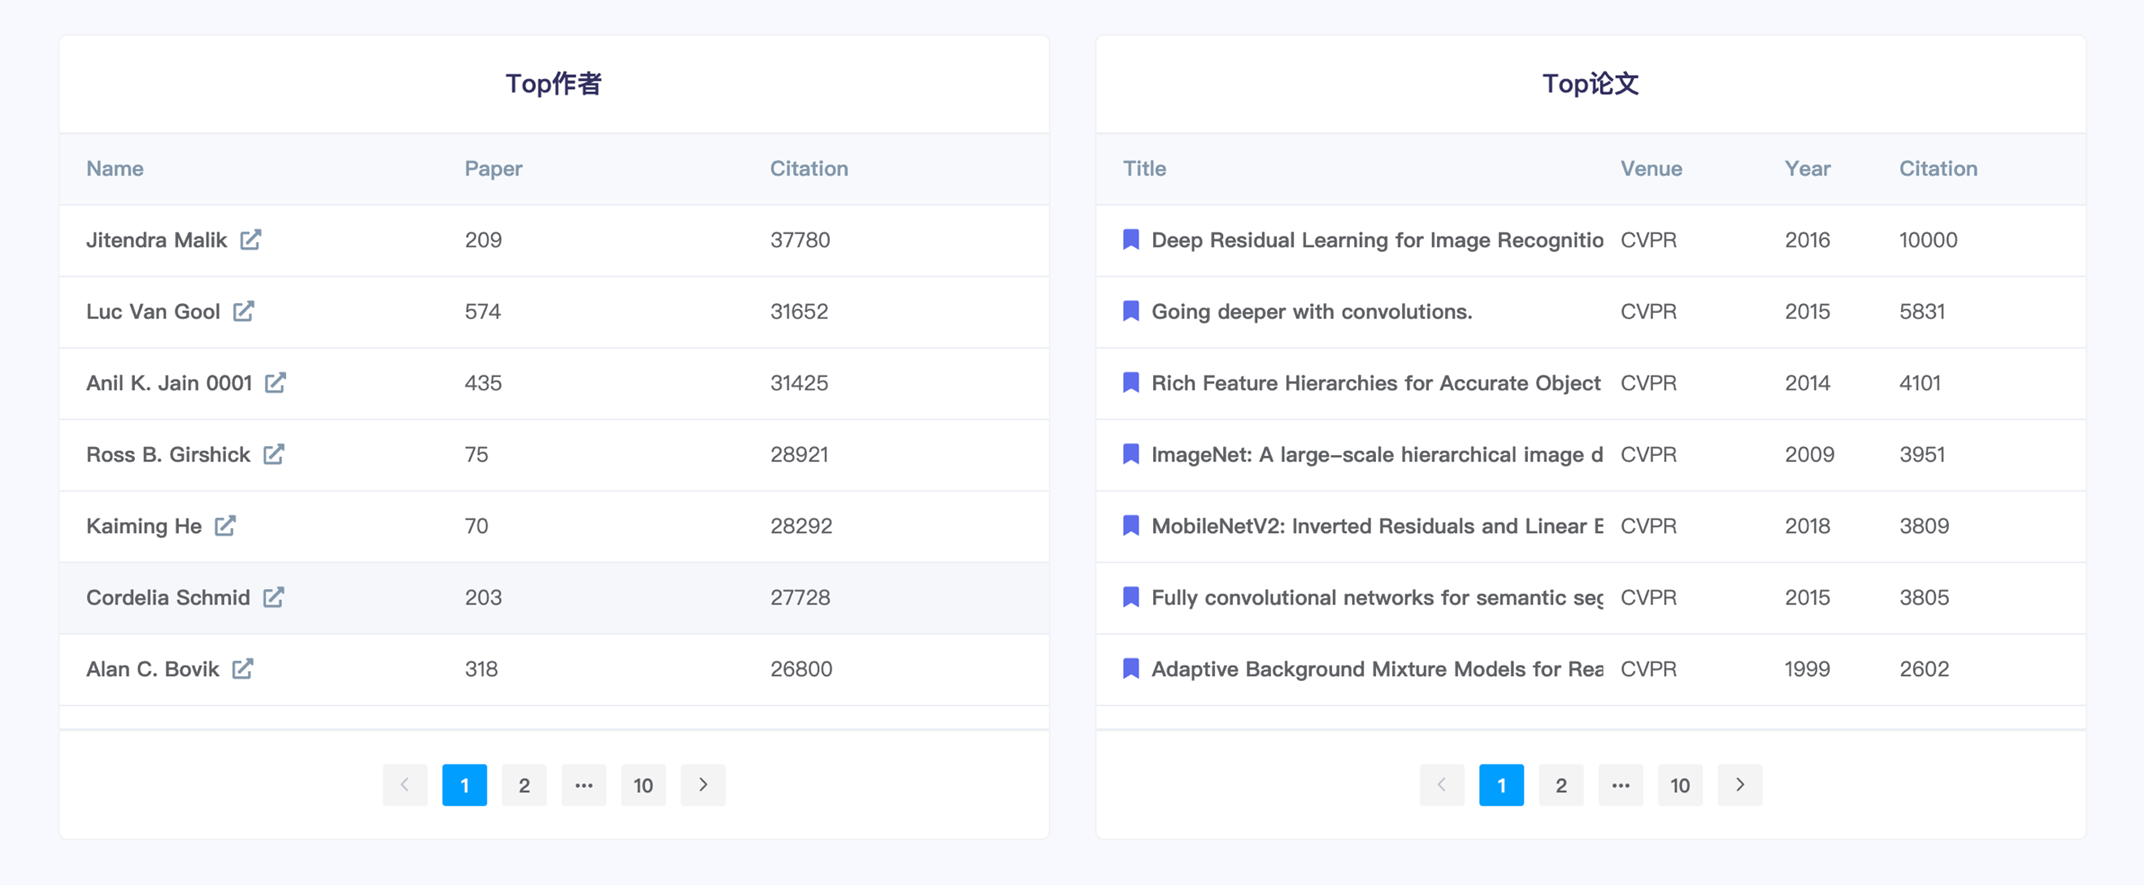 Top作者
Name Paper Citation
Jitendra Malik 209 37780
Luc Van Gool 574 31652
Anil K. Jain 0001 435 31425
Ross B. Girshick 75 28921
Kaiming He 70 28292
Cordelia Schmid 203 27728
Alan C. Bovik 318 26800
1 2 ··· 10
Top论文
Title Venue Year Citation
Deep Residual Learning for Image Recognitio CVPR 2016 10000
Going deeper with convolutions. CVPR 2015 5831
Rich Feature Hierarchies for Accurate Object CVPR 2014 4101
ImageNet: A large-scale hierarchical image d CVPR 2009 3951
MobileNetV2: Inverted Residuals and Linear CVPR 2018 3809
Fully convolutional networks for semantic seg CVPR 2015 3805
Adaptive Background Mixture Models for Rea CVPR 1999 2602
1 2 ··· 10